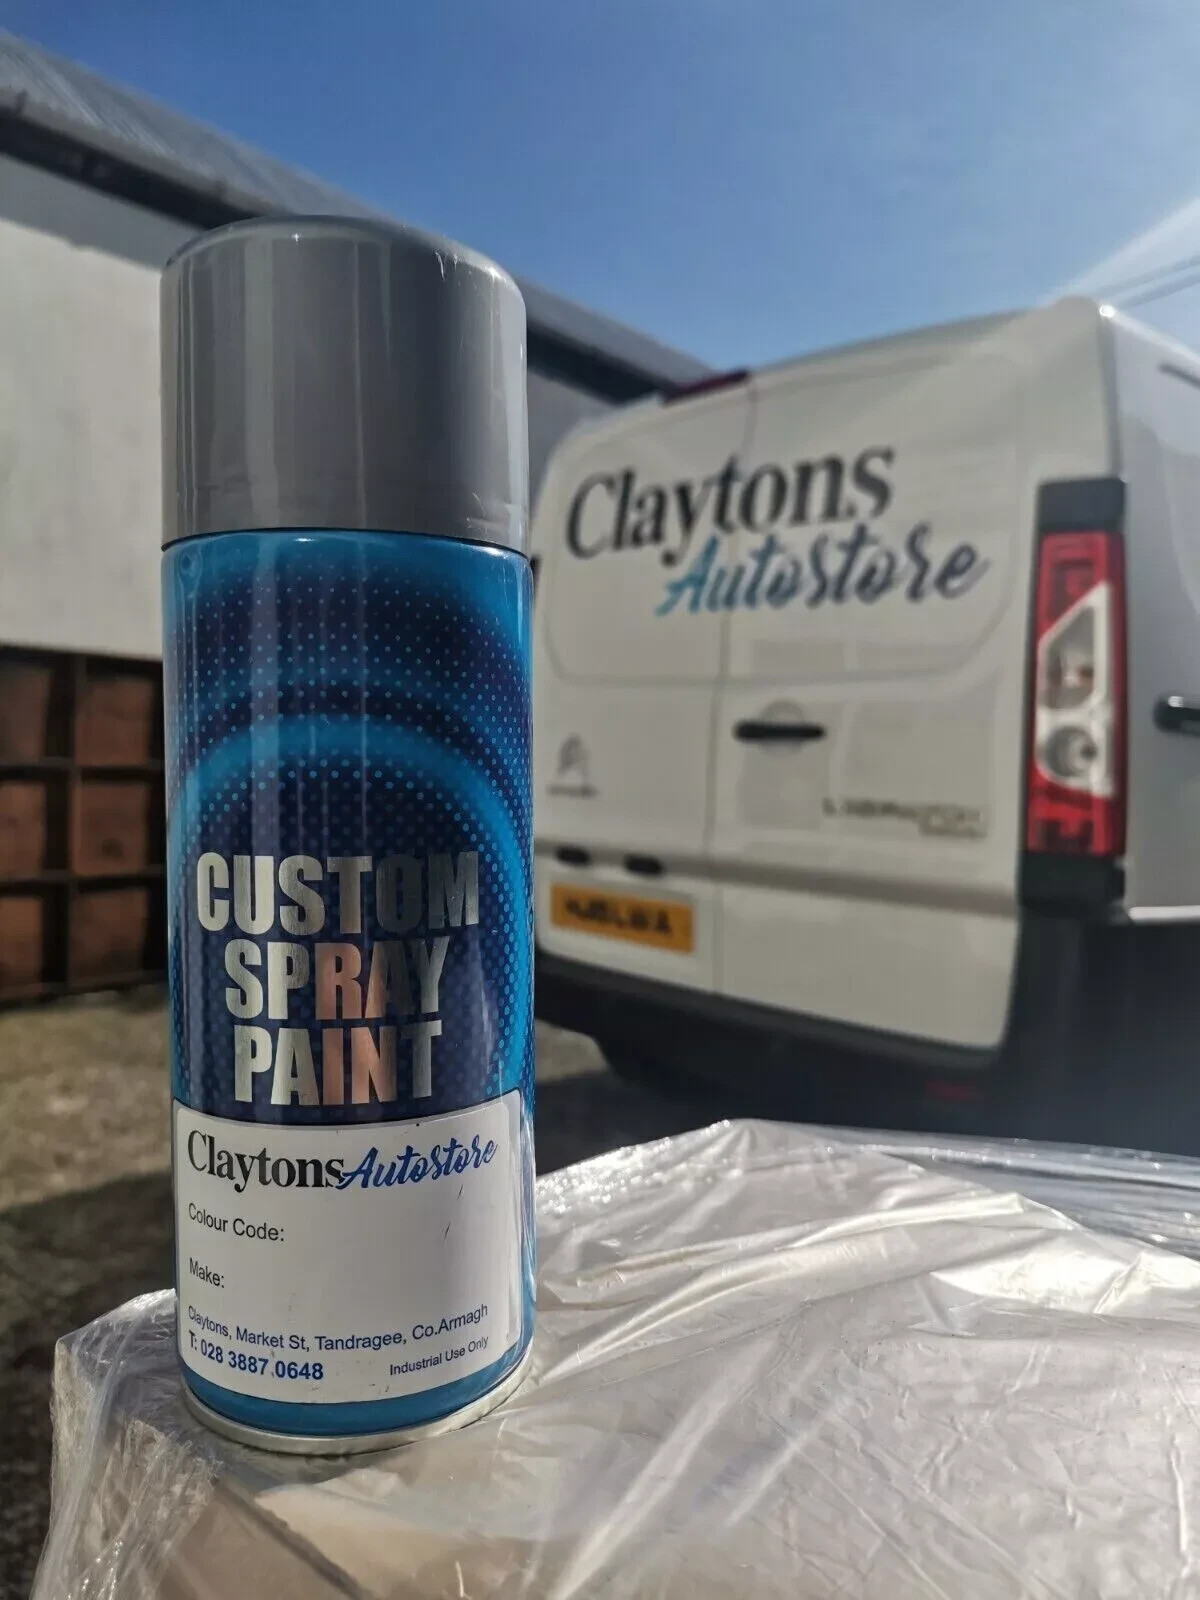 Claytons
Autostore
CUSTOM
SPRAY
PAINT
Claytons Autostore
Colour Code:
Make:
Claytons, Market St, Tandragee, Co.Armagh
T: 028 3887 0648
Industrial Use Only